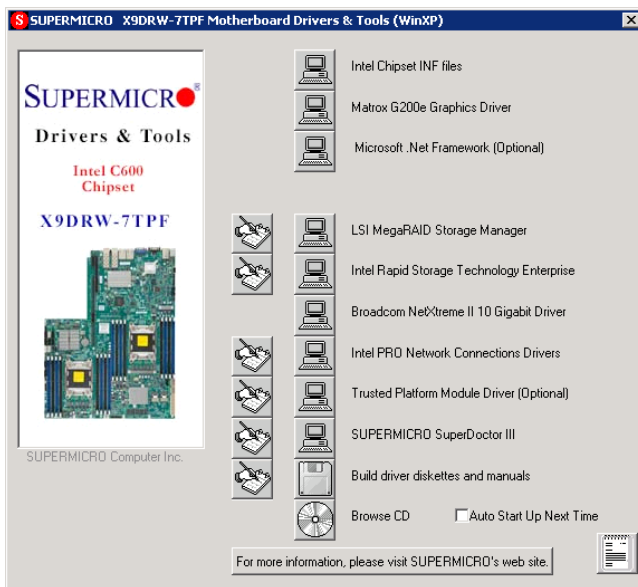 SUPERMICRO X9DRW-7TPF Motherboard Drivers & Tools (WinXP)
SUPERMICRO®
Drivers & Tools
Intel C600
Chipset
X9DRW-7TPF
SUPERMICRO Computer Inc.
Intel Chipset INF files
Matrox G200e Graphics Driver
Microsoft .Net Framework (Optional)
LSI MegaRAID Storage Manager
Intel Rapid Storage Technology Enterprise
Broadcom NetXtreme II 10 Gigabit Driver
Intel PRO Network Connections Drivers
Trusted Platform Module Driver (Optional)
SUPERMICRO SuperDoctor III
Build driver diskettes and manuals
Browse CD Auto Start Up Next Time
For more information, please visit SUPERMICRO's web site.